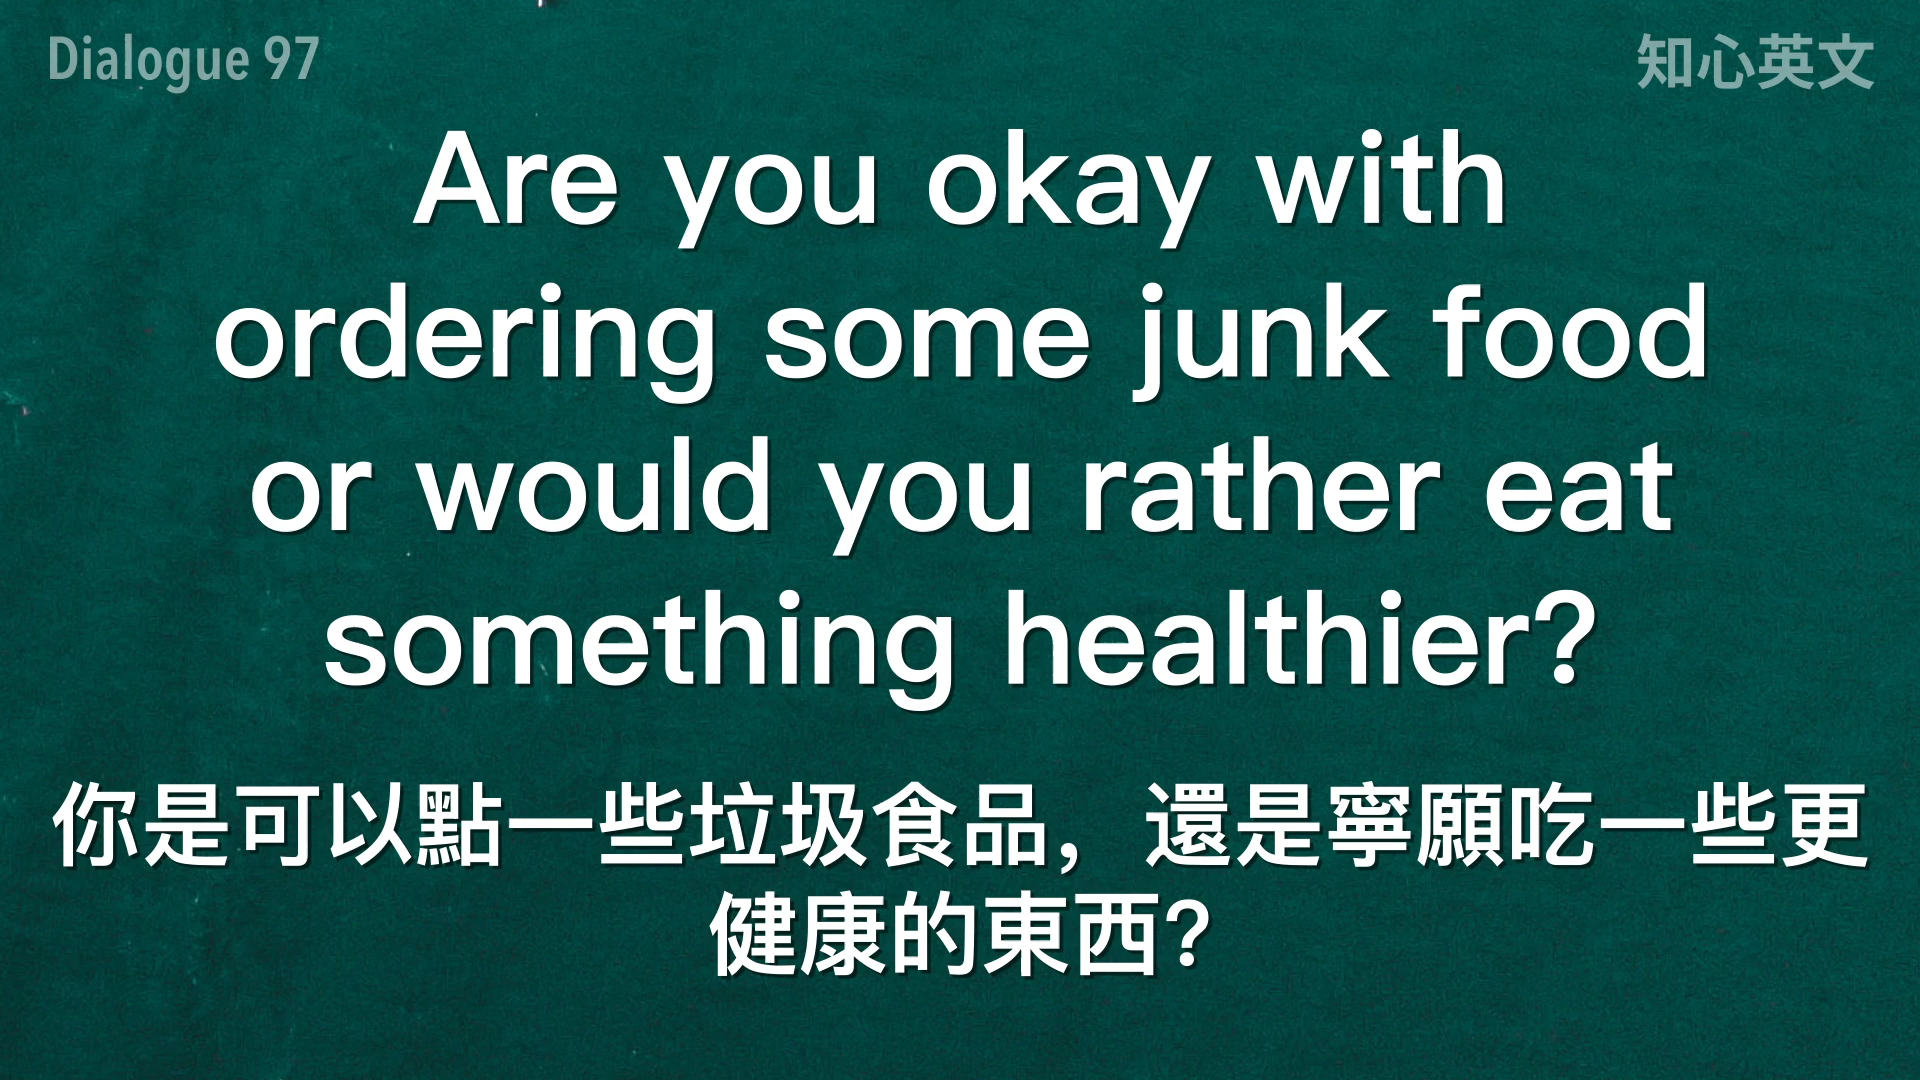 Dialogue 97
知心英文
Are you okay with
ordering some junk food
or would you rather eat
something healthier?
你是可以點一些垃圾食品，還是寧願吃一些更
健康的東西？